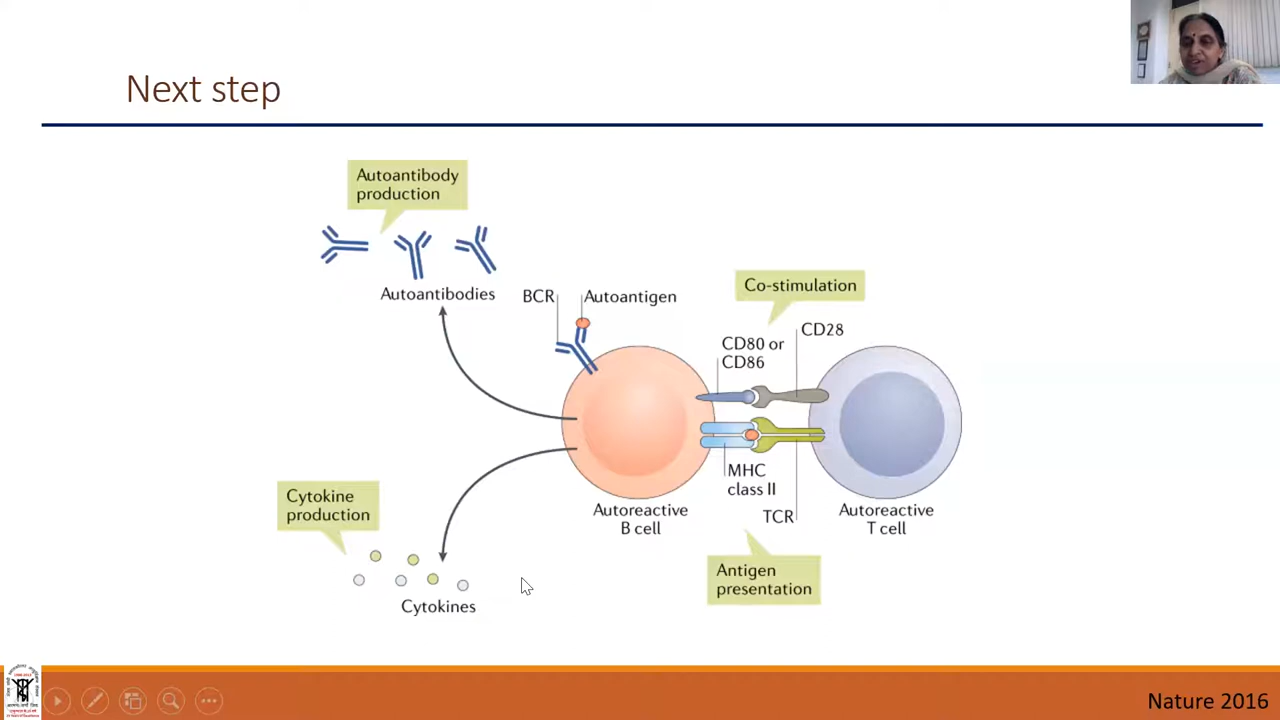 Next step
Autoantibody
production
Autoantibodies
BCR
Autoantigen
Co-stimulation
CD80 or
CD86
CD28
MHC
class II
TCR
Autoreactive
B cell
Autoreactive
T cell
Cytokine
production
Cytokines
Antigen
presentation
Nature 2016